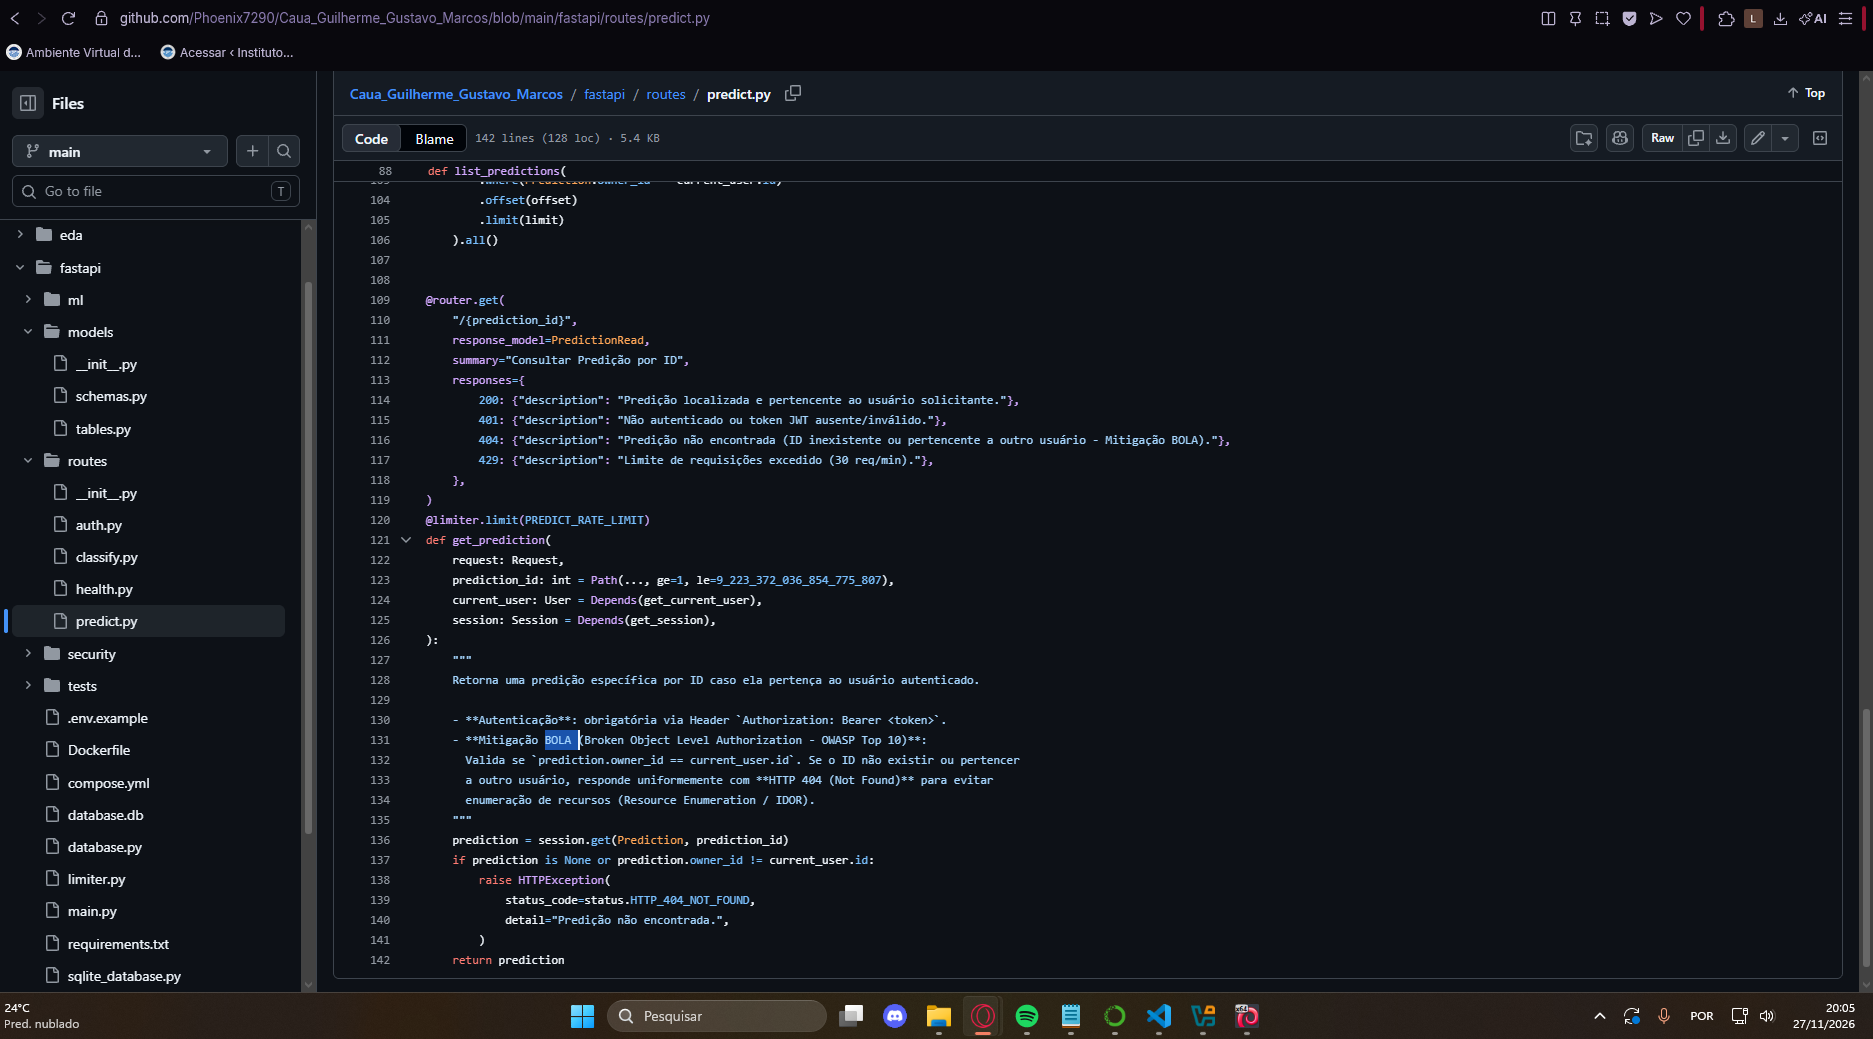 github.com/Phoenix7290/Caua_Guilherme_Gustavo_Marcos/blob/main/fastapi/routes/predict.py
L
AI
Ambiente Virtual d...
Acessar ‹ Instituto...
Files
main
Go to file
T
eda
fastapi
ml
models
__init__.py
schemas.py
tables.py
routes
__init__.py
auth.py
classify.py
health.py
predict.py
security
tests
.env.example
Dockerfile
compose.yml
database.db
database.py
limiter.py
main.py
requirements.txt
sqlite_database.py
Caua_Guilherme_Gustavo_Marcos / fastapi / routes / predict.py
Top
Code Blame 142 lines (128 loc) · 5.4 KB
Raw
88 def list_predictions(
104 .offset(offset)
105 .limit(limit)
106 ).all()
107
108
109 @router.get(
110 "/{prediction_id}",
111 response_model=PredictionRead,
112 summary="Consultar Predição por ID",
113 responses={
114 200: {"description": "Predição localizada e pertencente ao usuário solicitante."},
115 401: {"description": "Não autenticado ou token JWT ausente/inválido."},
116 404: {"description": "Predição não encontrada (ID inexistente ou pertencente a outro usuário - Mitigação BOLA)."},
117 429: {"description": "Limite de requisições excedido (30 req/min)."},
118 },
119 )
120 @limiter.limit(PREDICT_RATE_LIMIT)
121 def get_prediction(
122 request: Request,
123 prediction_id: int = Path(..., ge=1, le=9_223_372_036_854_775_807),
124 current_user: User = Depends(get_current_user),
125 session: Session = Depends(get_session),
126 ):
127 """
128 Retorna uma predição específica por ID caso ela pertença ao usuário autenticado.
129
130 - **Autenticação**: obrigatória via Header `Authorization: Bearer <token>`.
131 - **Mitigação BOLA (Broken Object Level Authorization - OWASP Top 10)**:
132 Valida se `prediction.owner_id == current_user.id`. Se o ID não existir ou pertencer
133 a outro usuário, responde uniformemente com **HTTP 404 (Not Found)** para evitar
134 enumeração de recursos (Resource Enumeration / IDOR).
135 """
136 prediction = session.get(Prediction, prediction_id)
137 if prediction is None or prediction.owner_id != current_user.id:
138 raise HTTPException(
139 status_code=status.HTTP_404_NOT_FOUND,
140 detail="Predição não encontrada.",
141 )
142 return prediction
24°C
Pred. nublado
Pesquisar
POR
20:05
27/11/2026